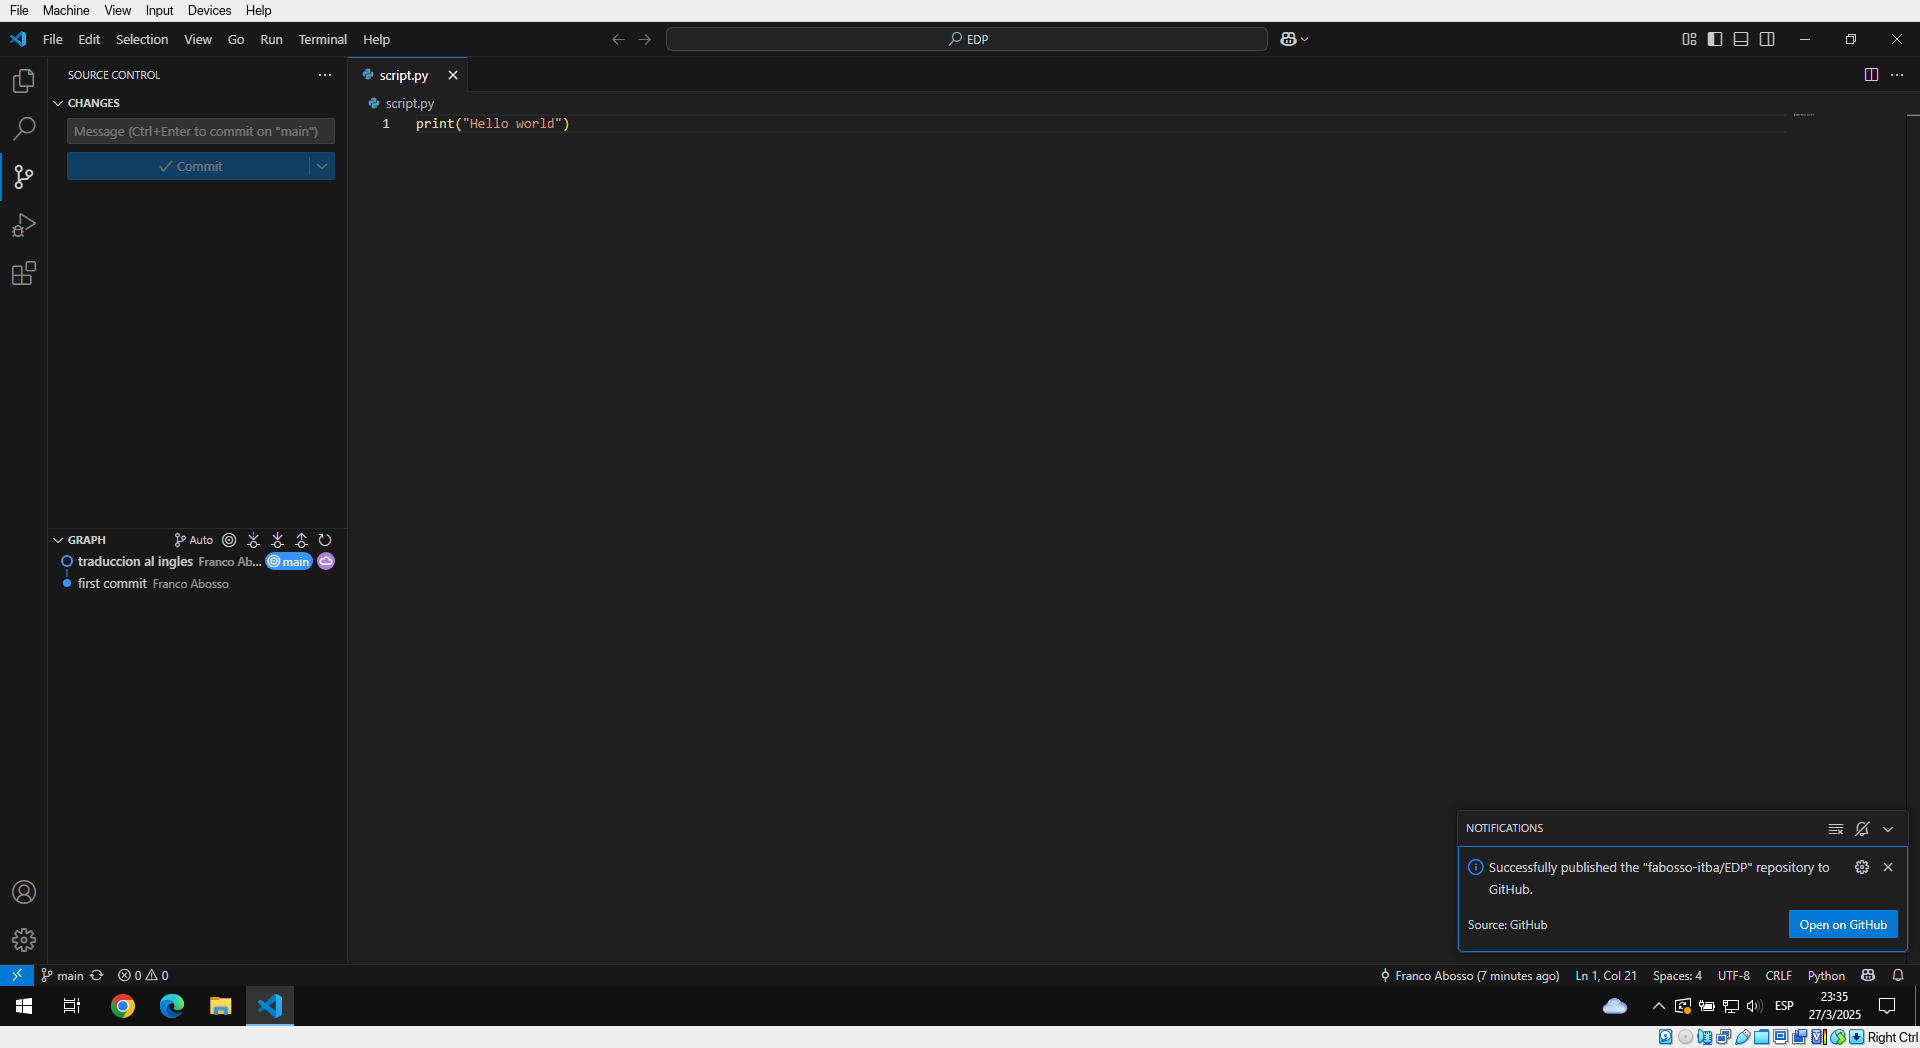 File Machine View Input Devices Help
File Edit Selection View Go Run Terminal Help
EDP
SOURCE CONTROL
script.py
CHANGES
script.py
Message (Ctrl+Enter to commit on "main")
1 print("Hello world")
Commit
GRAPH
Auto
traduccion al ingles Franco Ab... main
first commit Franco Abosso
NOTIFICATIONS
Successfully published the "fabosso-itba/EDP" repository to
GitHub.
Source: GitHub
Open on GitHub
main 0 0
Franco Abosso (7 minutes ago) Ln 1, Col 21 Spaces: 4 UTF-8 CRLF Python
ESP
23:35
27/3/2025
Right Ctrl